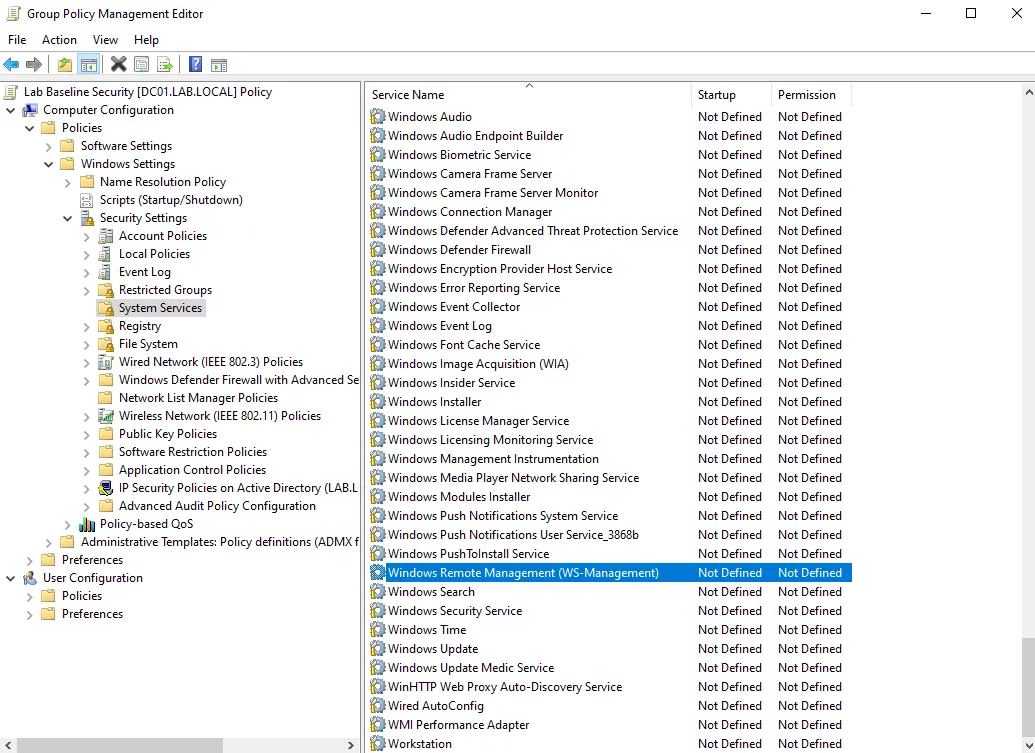 Group Policy Management Editor
File Action View Help
Lab Baseline Security [DC01.LAB.LOCAL] Policy
Computer Configuration
Policies
Software Settings
Windows Settings
Name Resolution Policy
Scripts (Startup/Shutdown)
Security Settings
Account Policies
Local Policies
Event Log
Restricted Groups
System Services
Registry
File System
Wired Network (IEEE 802.3) Policies
Windows Defender Firewall with Advanced Se
Network List Manager Policies
Wireless Network (IEEE 802.11) Policies
Public Key Policies
Software Restriction Policies
Application Control Policies
IP Security Policies on Active Directory (LAB.L
Advanced Audit Policy Configuration
Policy-based QoS
Administrative Templates: Policy definitions (ADMX f
Preferences
User Configuration
Policies
Preferences
Service Name Startup Permission
Windows Audio Not Defined Not Defined
Windows Audio Endpoint Builder Not Defined Not Defined
Windows Biometric Service Not Defined Not Defined
Windows Camera Frame Server Not Defined Not Defined
Windows Camera Frame Server Monitor Not Defined Not Defined
Windows Connection Manager Not Defined Not Defined
Windows Defender Advanced Threat Protection Service Not Defined Not Defined
Windows Defender Firewall Not Defined Not Defined
Windows Encryption Provider Host Service Not Defined Not Defined
Windows Error Reporting Service Not Defined Not Defined
Windows Event Collector Not Defined Not Defined
Windows Event Log Not Defined Not Defined
Windows Font Cache Service Not Defined Not Defined
Windows Image Acquisition (WIA) Not Defined Not Defined
Windows Insider Service Not Defined Not Defined
Windows Installer Not Defined Not Defined
Windows License Manager Service Not Defined Not Defined
Windows Licensing Monitoring Service Not Defined Not Defined
Windows Management Instrumentation Not Defined Not Defined
Windows Media Player Network Sharing Service Not Defined Not Defined
Windows Modules Installer Not Defined Not Defined
Windows Push Notifications System Service Not Defined Not Defined
Windows Push Notifications User Service_3868b Not Defined Not Defined
Windows PushToInstall Service Not Defined Not Defined
Windows Remote Management (WS-Management) Not Defined Not Defined
Windows Search Not Defined Not Defined
Windows Security Service Not Defined Not Defined
Windows Time Not Defined Not Defined
Windows Update Not Defined Not Defined
Windows Update Medic Service Not Defined Not Defined
WinHTTP Web Proxy Auto-Discovery Service Not Defined Not Defined
Wired AutoConfig Not Defined Not Defined
WMI Performance Adapter Not Defined Not Defined
Workstation Not Defined Not Defined